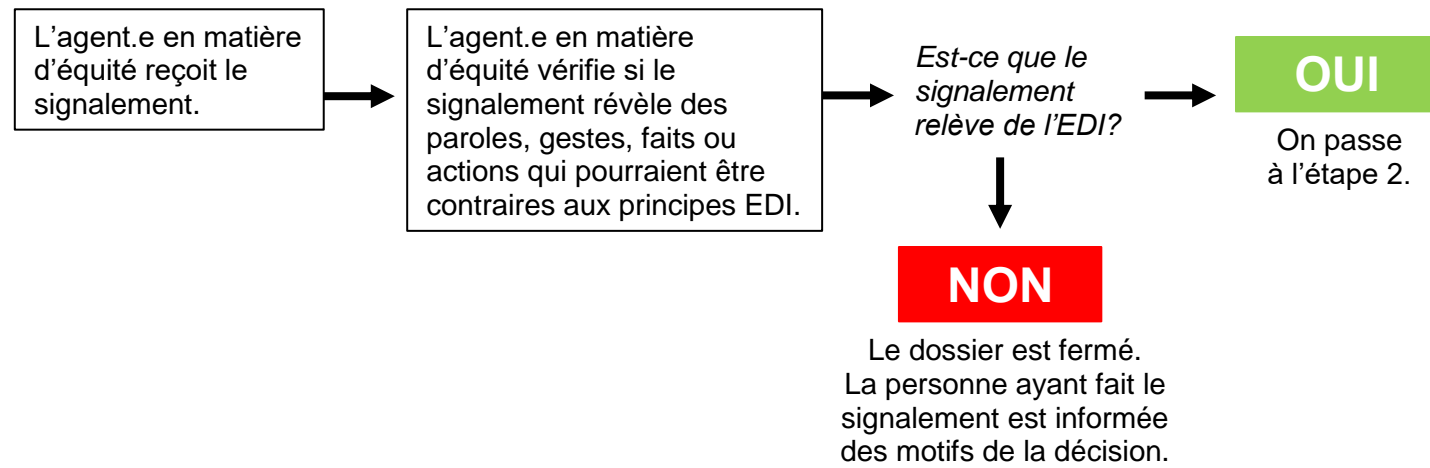 L'agent.e en matière
d'équité reçoit le
signalement.
L'agent.e en matière
d'équité vérifie si le
signalement révèle des
paroles, gestes, faits ou
actions qui pourraient être
contraires aux principes EDI.
Est-ce que le
signalement
relève de l'EDI?
OUI
On passe
à l'étape 2.
NON
Le dossier est fermé.
La personne ayant fait le
signalement est informée
des motifs de la décision.